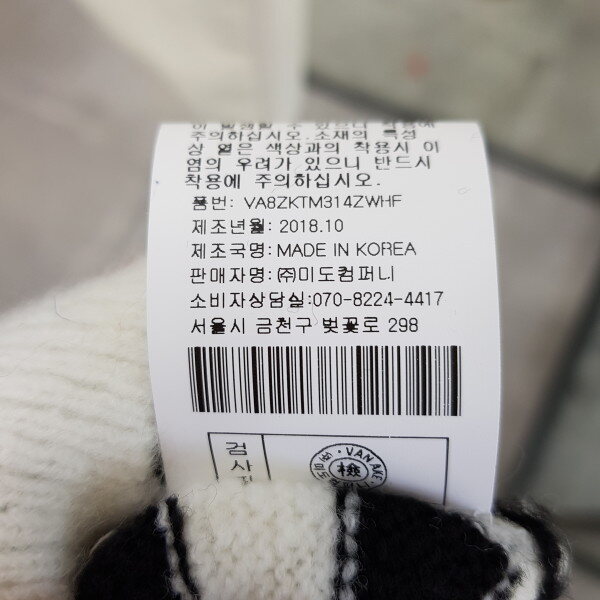 주의하십시오.소재의 특성
상 옅은 색상과의 착용시 이
염의 우려가 있으니 반드시
착용에 주의하십시오.
품번: VA8ZKTM314ZWHF
제조년월: 2018.10
제조국명: MADE IN KOREA
판매자명:㈜미도컴퍼니
소비자상담실:070-8224-4417
서울시 금천구 벚꽃로 298
검사
VAN AKE
檢